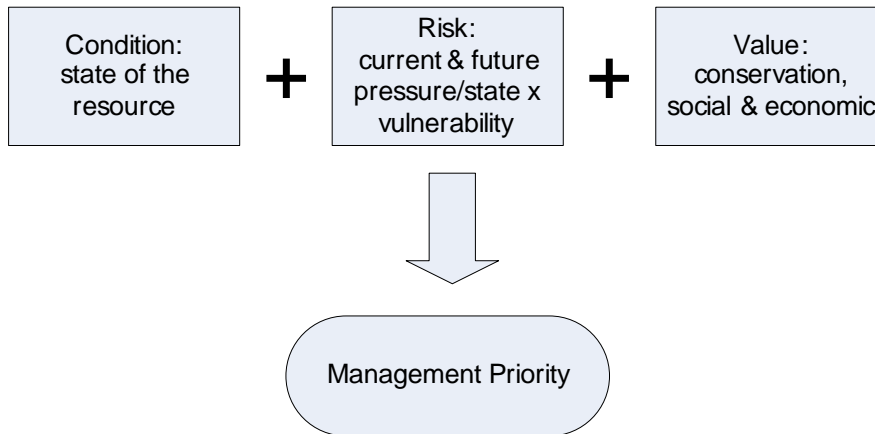 Condition:
state of the
resource
+
Risk:
current & future
pressure/state x
vulnerability
+
Value:
conservation,
social & economic
Management Priority